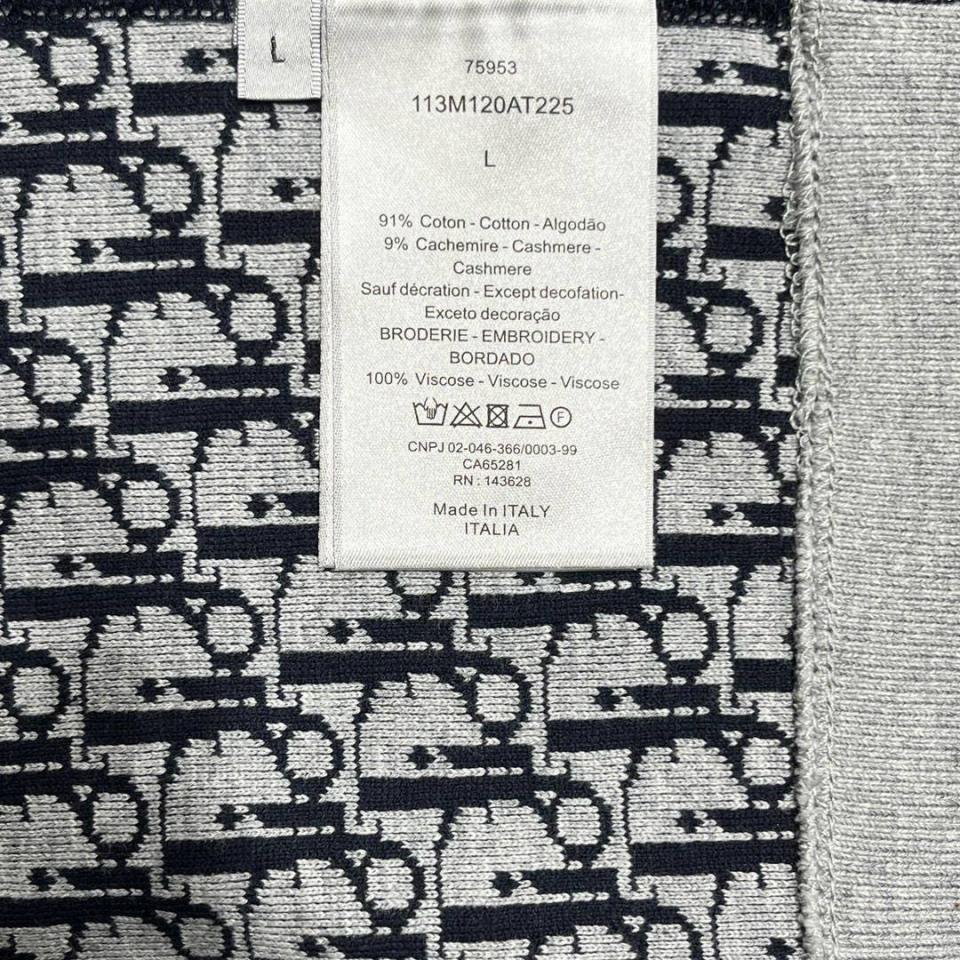 L
75953
113M120AT225
L
91% Coton - Cotton - Algodão
9% Cachemire - Cashmere -
Cashmere
Sauf décration - Except decofation-
Exceto decoração
BRODERIE - EMBROIDERY -
BORDADO
100% Viscose - Viscose - Viscose
F
CNPJ 02-046-366/0003-99
CA65281
RN : 143628
Made In ITALY
ITALIA